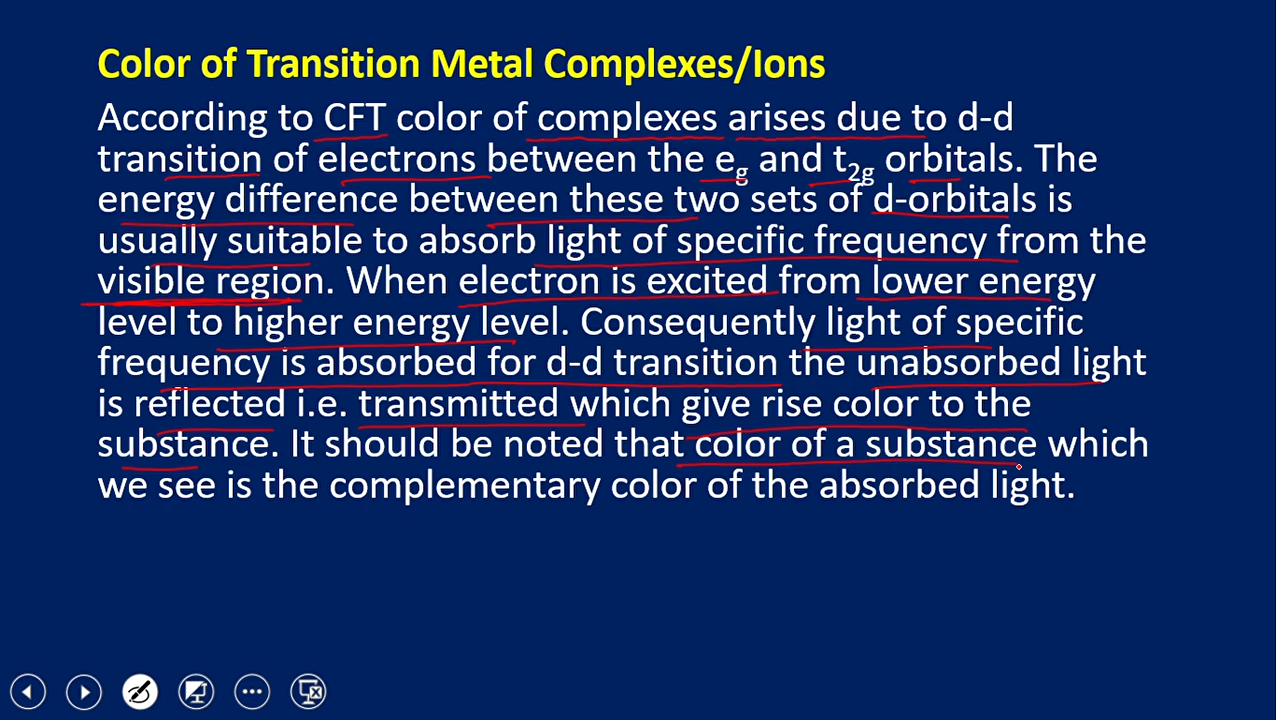 Color of Transition Metal Complexes/Ions
According to CFT color of complexes arises due to d-d
transition of electrons between the eg and t2g orbitals. The
energy difference between these two sets of d-orbitals is
usually suitable to absorb light of specific frequency from the
visible region. When electron is excited from lower energy
level to higher energy level. Consequently light of specific
frequency is absorbed for d-d transition the unabsorbed light
is reflected i.e. transmitted which give rise color to the
substance. It should be noted that color of a substance which
we see is the complementary color of the absorbed light.